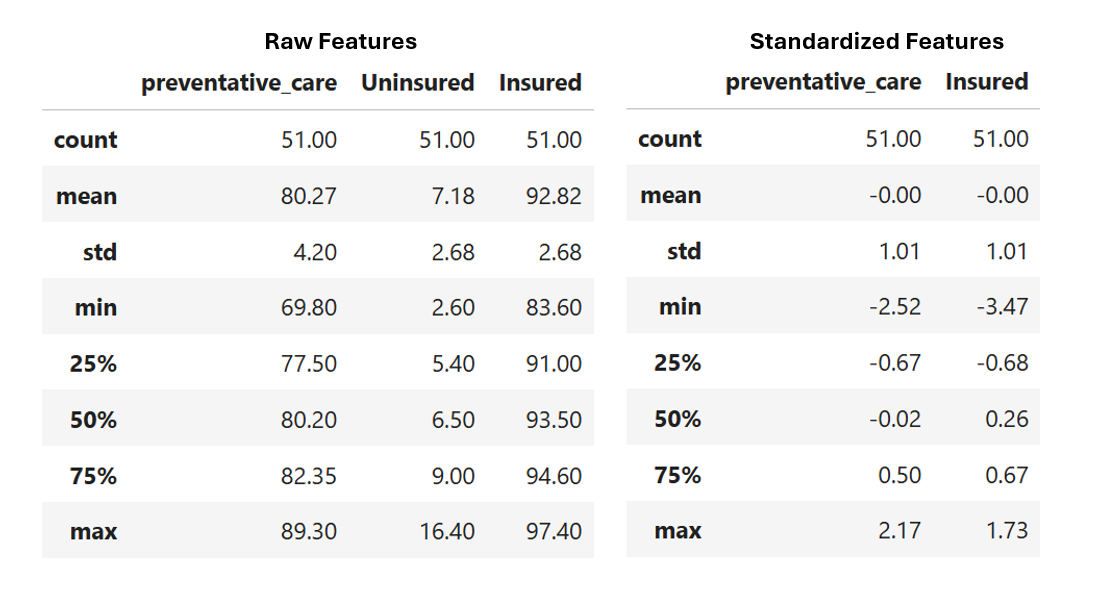 Raw Features
preventative_care Uninsured Insured
count 51.00 51.00 51.00
mean 80.27 7.18 92.82
std 4.20 2.68 2.68
min 69.80 2.60 83.60
25% 77.50 5.40 91.00
50% 80.20 6.50 93.50
75% 82.35 9.00 94.60
max 89.30 16.40 97.40
Standardized Features
preventative_care Insured
count 51.00 51.00
mean -0.00 -0.00
std 1.01 1.01
min -2.52 -3.47
25% -0.67 -0.68
50% -0.02 0.26
75% 0.50 0.67
max 2.17 1.73